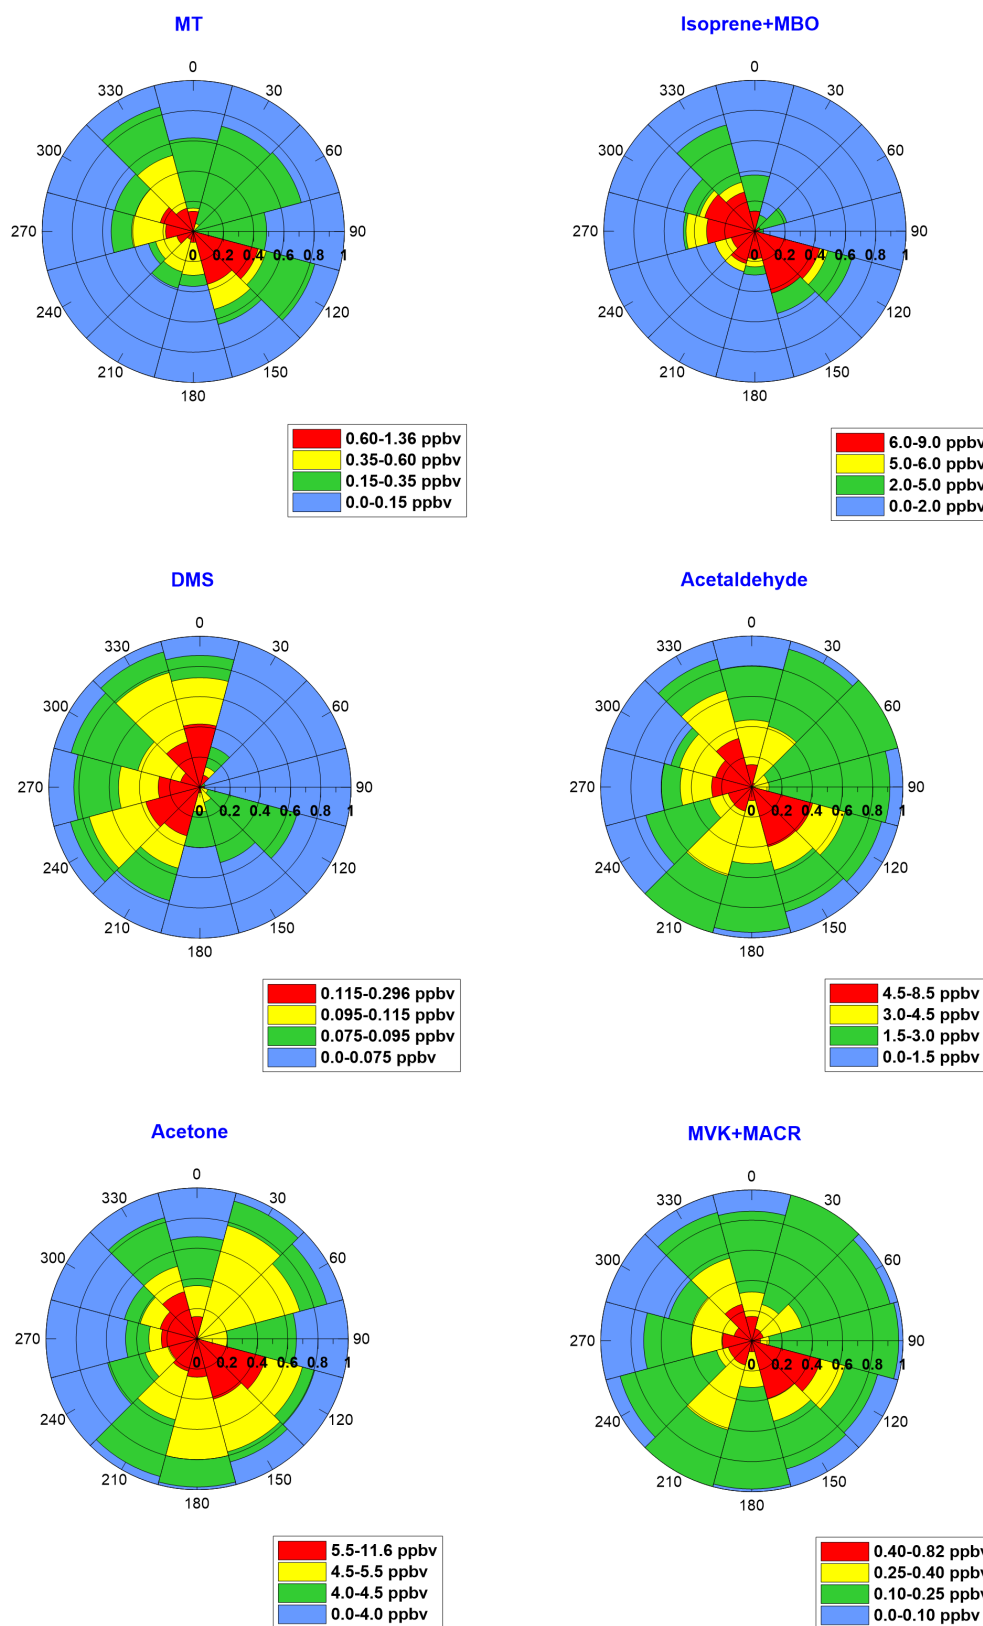 MT
0
30
60
90
120
150
180
210
240
270
300
330
0 0.2 0.4 0.6 0.8 1
0.60-1.36 ppbv
0.35-0.60 ppbv
0.15-0.35 ppbv
0.0-0.15 ppbv
Isoprene+MBO
0
30
60
90
120
150
180
210
240
270
300
330
0 0.2 0.4 0.6 0.8 1
6.0-9.0 ppbv
5.0-6.0 ppbv
2.0-5.0 ppbv
0.0-2.0 ppbv
DMS
0
30
60
90
120
150
180
210
240
270
300
330
0 0.2 0.4 0.6 0.8 1
0.115-0.296 ppbv
0.095-0.115 ppbv
0.075-0.095 ppbv
0.0-0.075 ppbv
Acetaldehyde
0
30
60
90
120
150
180
210
240
270
300
330
0 0.2 0.4 0.6 0.8 1
4.5-8.5 ppbv
3.0-4.5 ppbv
1.5-3.0 ppbv
0.0-1.5 ppbv
Acetone
0
30
60
90
120
150
180
210
240
270
300
330
0 0.2 0.4 0.6 0.8 1
5.5-11.6 ppbv
4.5-5.5 ppbv
4.0-4.5 ppbv
0.0-4.0 ppbv
MVK+MACR
0
30
60
90
120
150
180
210
240
270
300
330
0 0.2 0.4 0.6 0.8 1
0.40-0.82 ppbv
0.25-0.40 ppbv
0.10-0.25 ppbv
0.0-0.10 ppbv